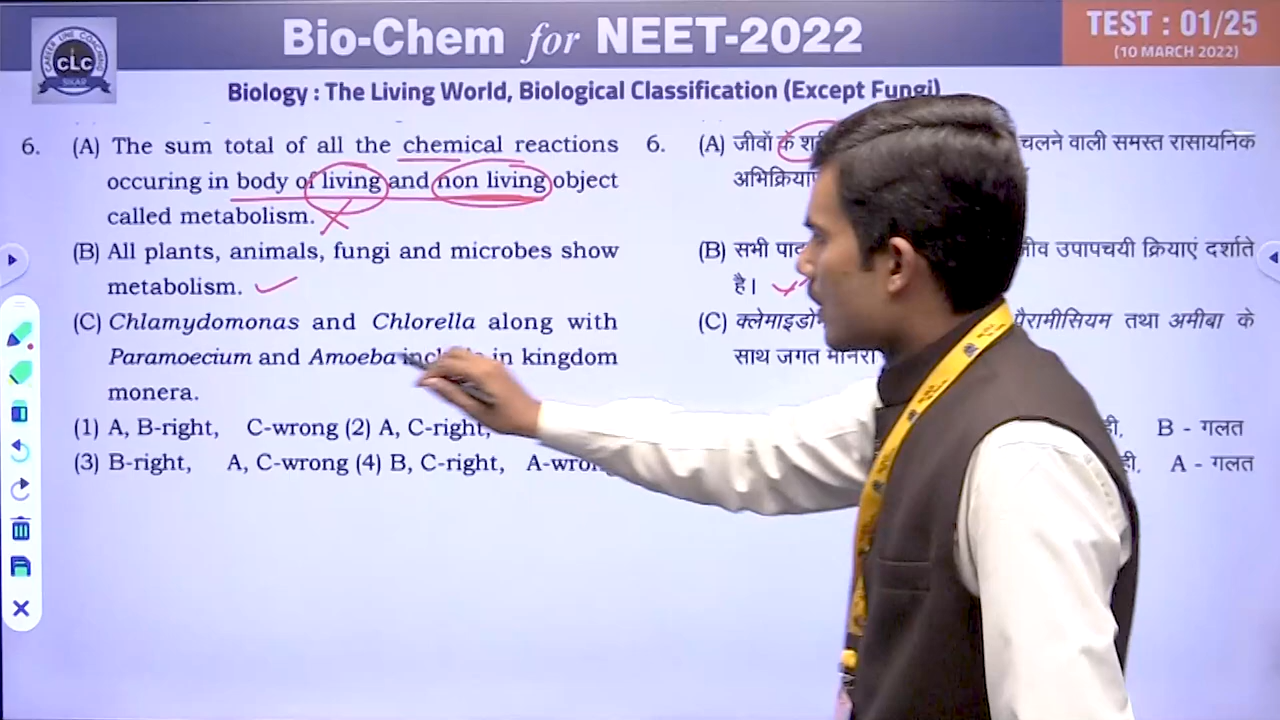 Bio-Chem for NEET-2022
TEST : 01/25
(10 MARCH 2022)
CAREER LINE COACHING
CLC
SIKAR
Biology : The Living World, Biological Classification (Except Fungi)
6. (A) The sum total of all the chemical reactions
occuring in body of living and non living object
called metabolism.
(B) All plants, animals, fungi and microbes show
metabolism.
(C) Chlamydomonas and Chlorella along with
Paramoecium and Amoeba in kingdom
monera.
(1) A, B-right, C-wrong (2) A, C-right,
(3) B-right, A, C-wrong (4) B, C-right,
6. (A) जीवों के चलने वाली समस्त रासायनिक
(B) सभी उपापचयी क्रियाएं दर्शाते
है।
(C) पैरामीसियम तथा अमीबा के
साथ जगत मोनेरा
B - गलत
A - गलत